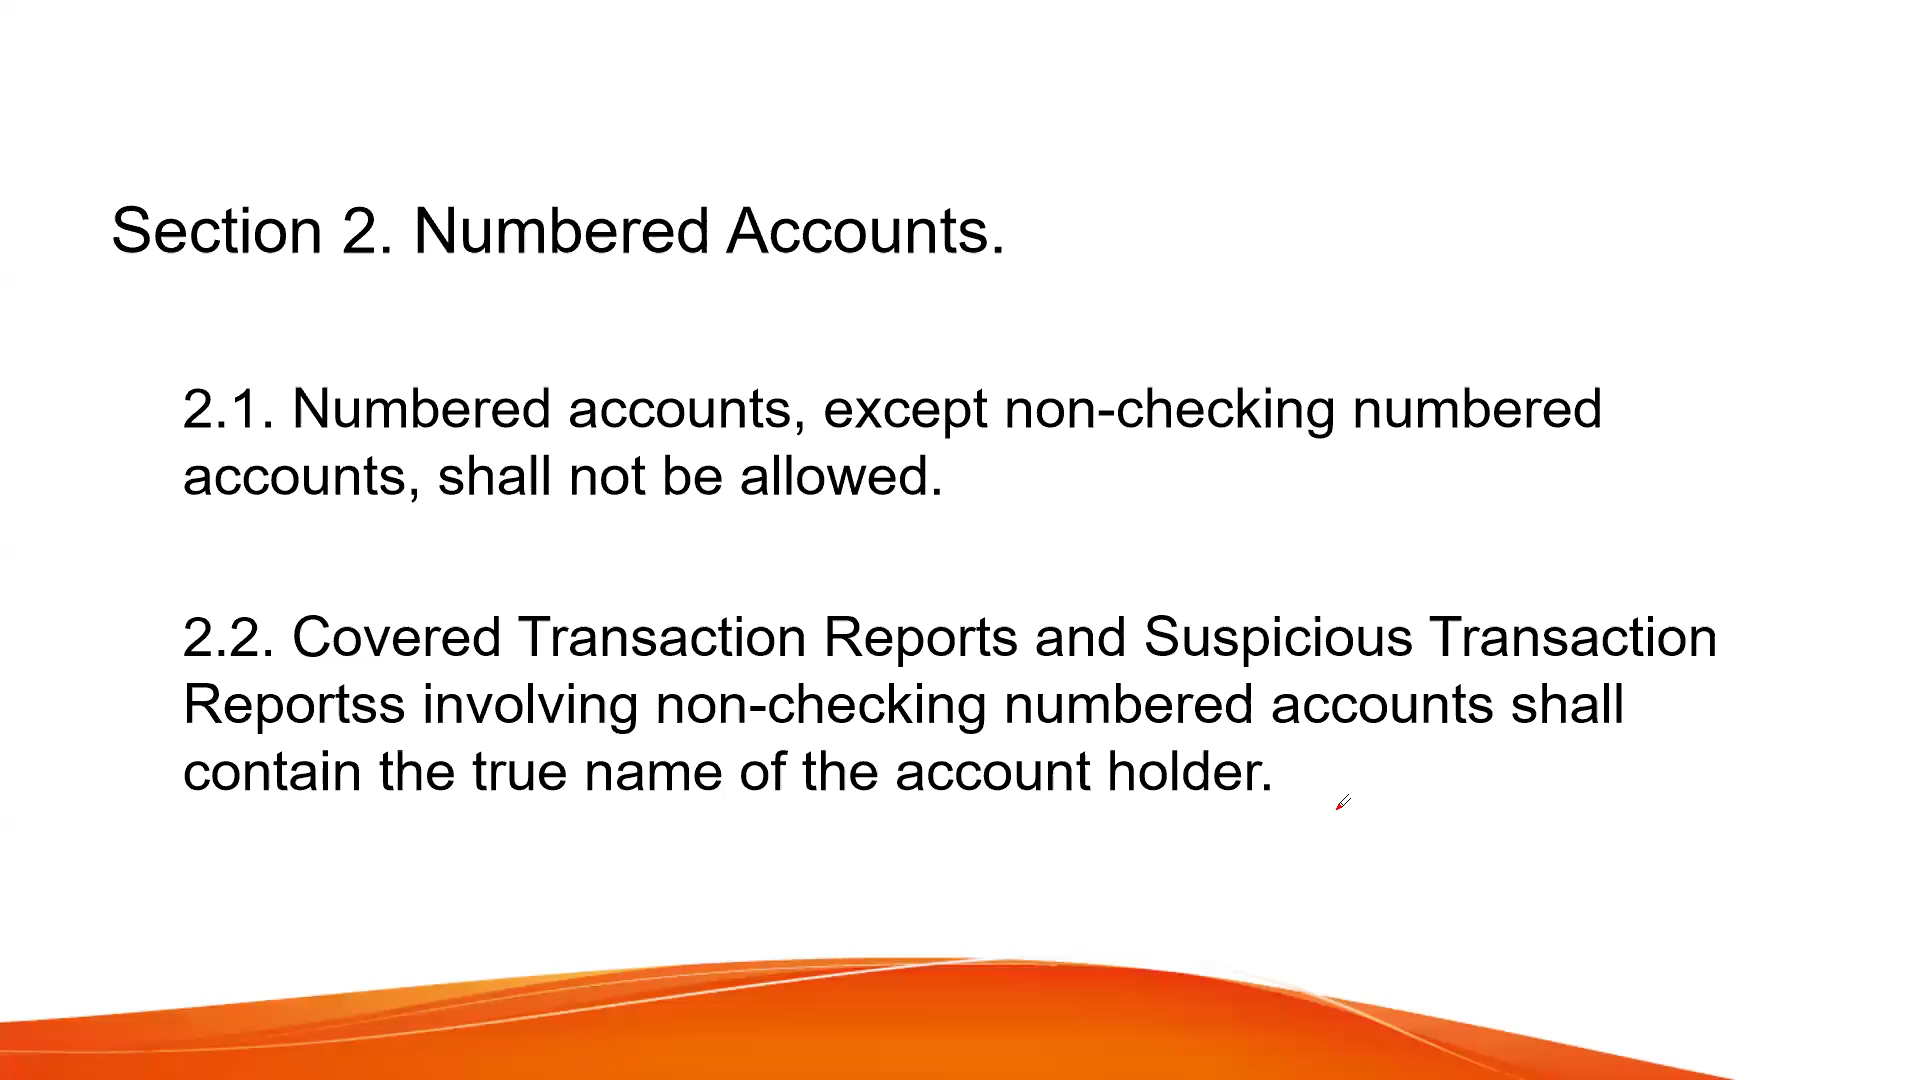 Section 2. Numbered Accounts.
2.1. Numbered accounts, except non-checking numbered
accounts, shall not be allowed.
2.2. Covered Transaction Reports and Suspicious Transaction
Reportss involving non-checking numbered accounts shall
contain the true name of the account holder.